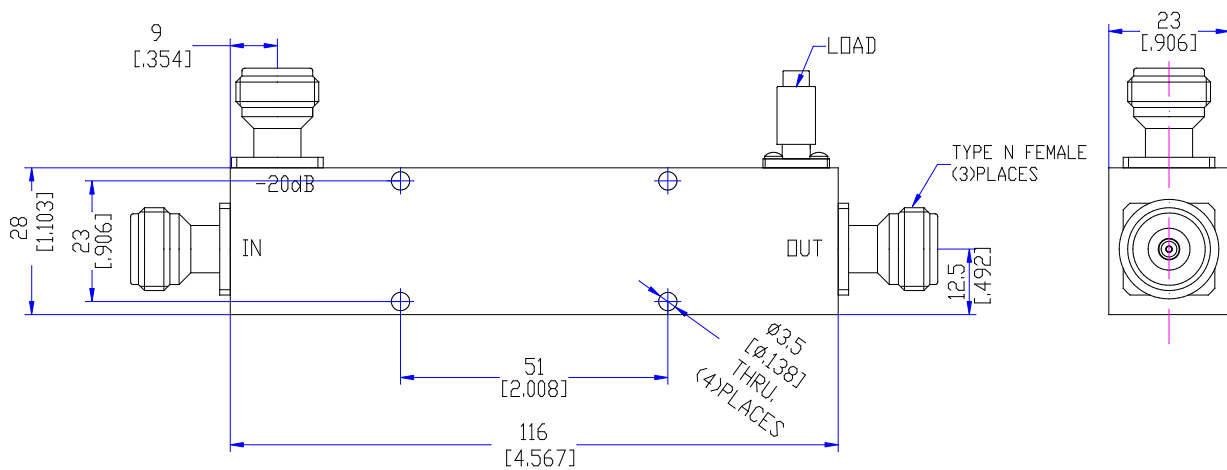 9
[.354]
LOAD
23
[.906]
TYPE N FEMALE
(3)PLACES
-20dB
28
[1.103]
23
[.906]
IN
OUT
12.5
[.492]
Ø3.5
[Ø.138]
THRU,
(4)PLACES
51
[2.008]
116
[4.567]